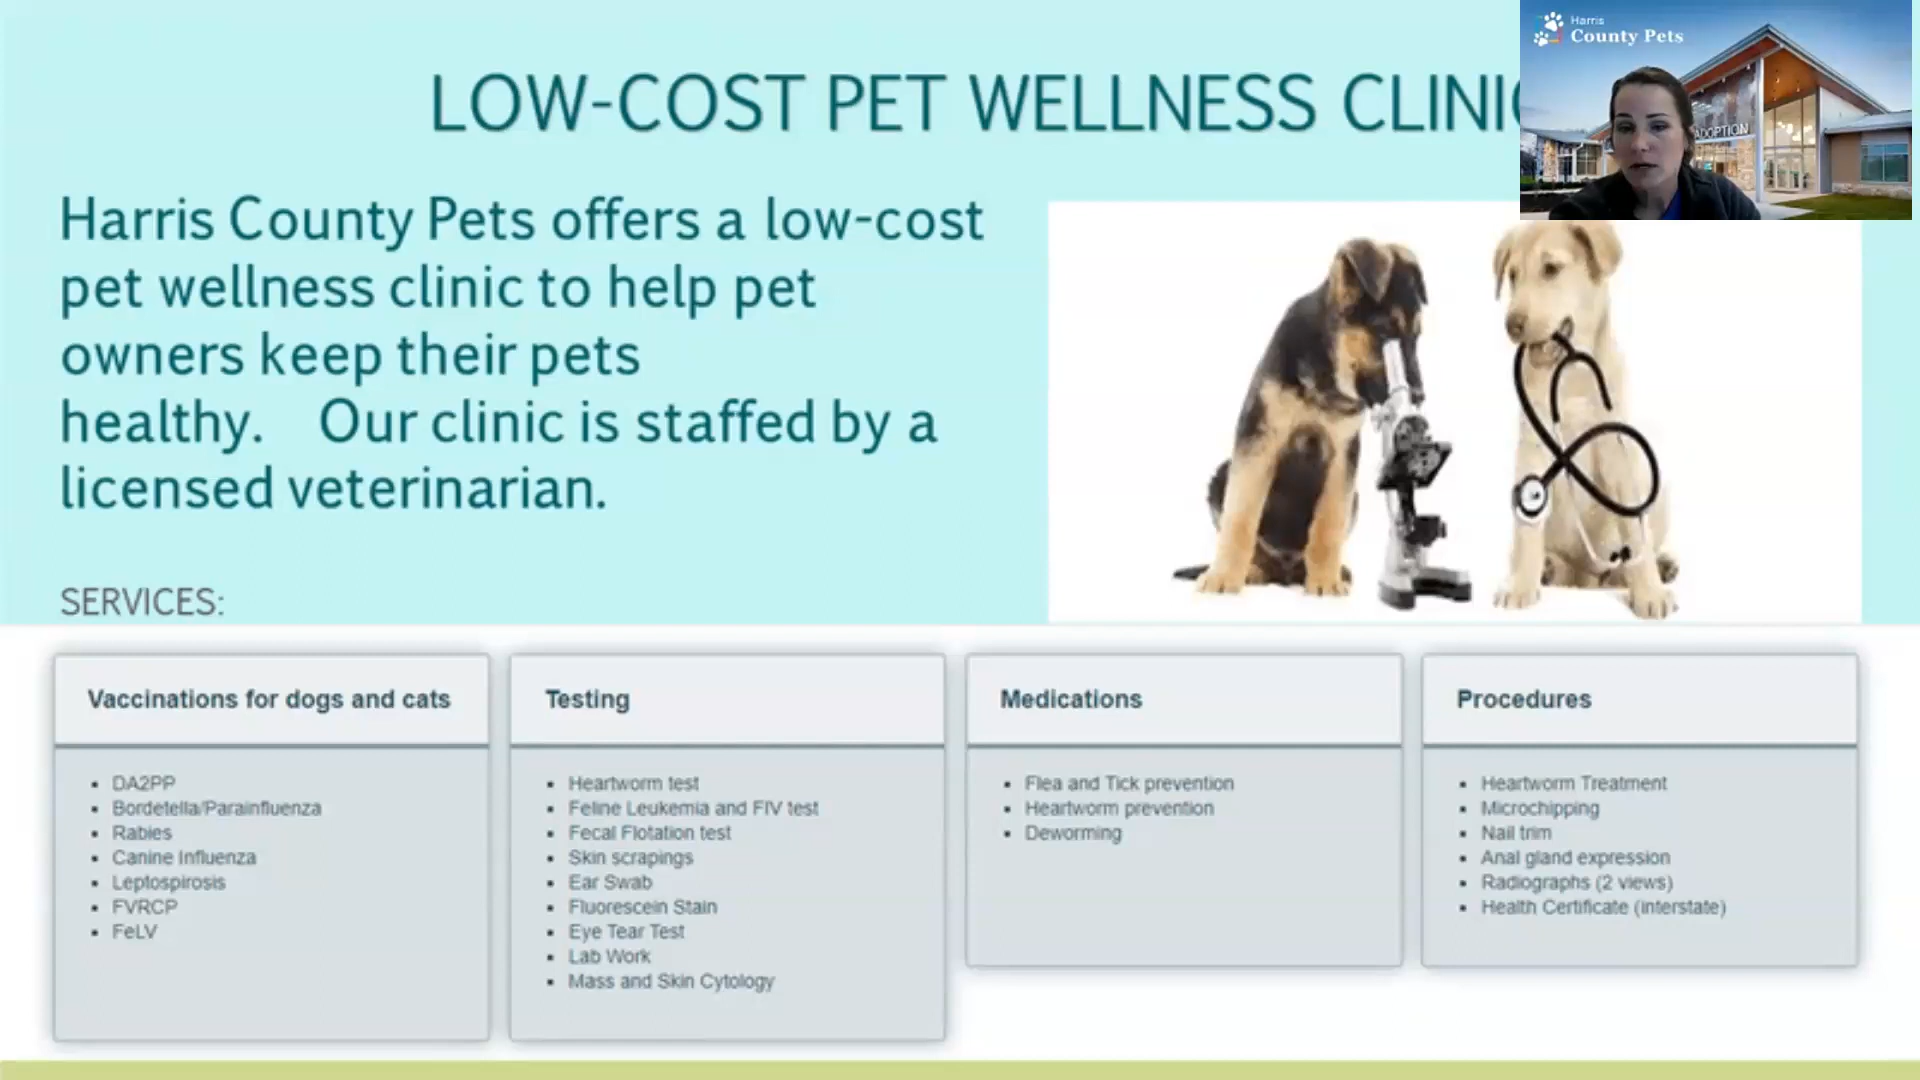 LOW-COST PET WELLNESS CLINIC
Harris
County Pets
ADOPTION
Harris County Pets offers a low-cost
pet wellness clinic to help pet
owners keep their pets
healthy. Our clinic is staffed by a
licensed veterinarian.
SERVICES:
Vaccinations for dogs and cats
DA2PP
Bordetella/Parainfluenza
Rabies
Canine Influenza
Leptospirosis
FVRCP
FeLV
Testing
Heartworm test
Feline Leukemia and FIV test
Fecal Flotation test
Skin scrapings
Ear Swab
Fluorescein Stain
Eye Tear Test
Lab Work
Mass and Skin Cytology
Medications
Flea and Tick prevention
Heartworm prevention
Deworming
Procedures
Heartworm Treatment
Microchipping
Nail trim
Anal gland expression
Radiographs (2 views)
Health Certificate (interstate)